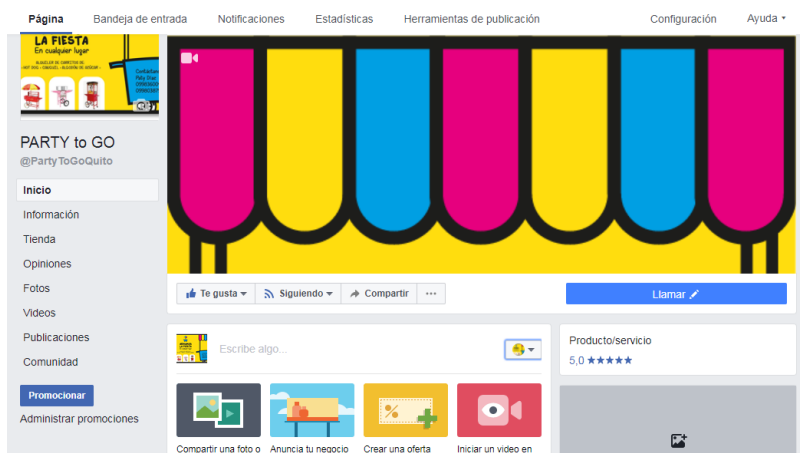 Página Bandeja de entrada Notificaciones Estadísticas Herramientas de publicación Configuración Ayuda
LA FIESTA
En cualquier lugar
PARTY to GO
@PartyToGoQuito
Inicio
Información
Tienda
Opiniones
Fotos
Videos
Publicaciones
Comunidad
Promocionar
Administrar promociones
Te gusta Siguiendo Compartir ...
Llamar
Escribe algo...
Producto/servicio
5,0 ★★★★★
Compartir una foto o Anuncia tu negocio Crear una oferta Iniciar un video en